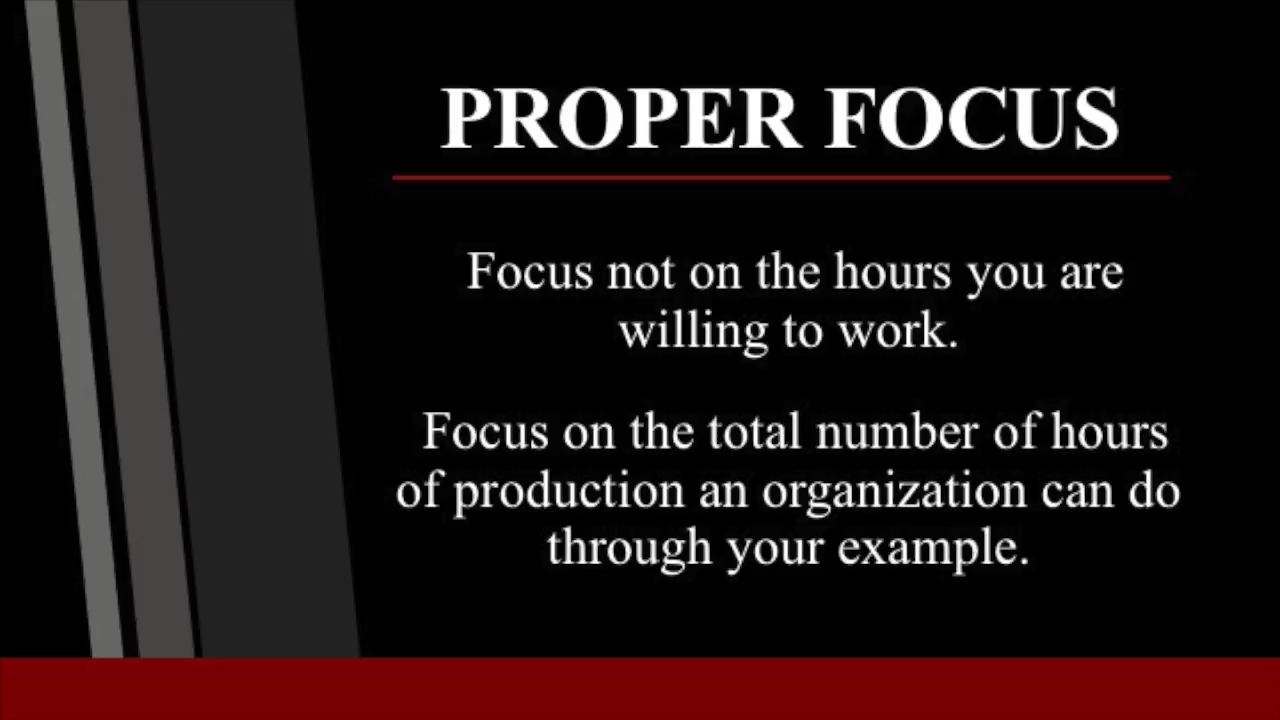 PROPER FOCUS
Focus not on the hours you are
willing to work.
Focus on the total number of hours
of production an organization can do
through your example.